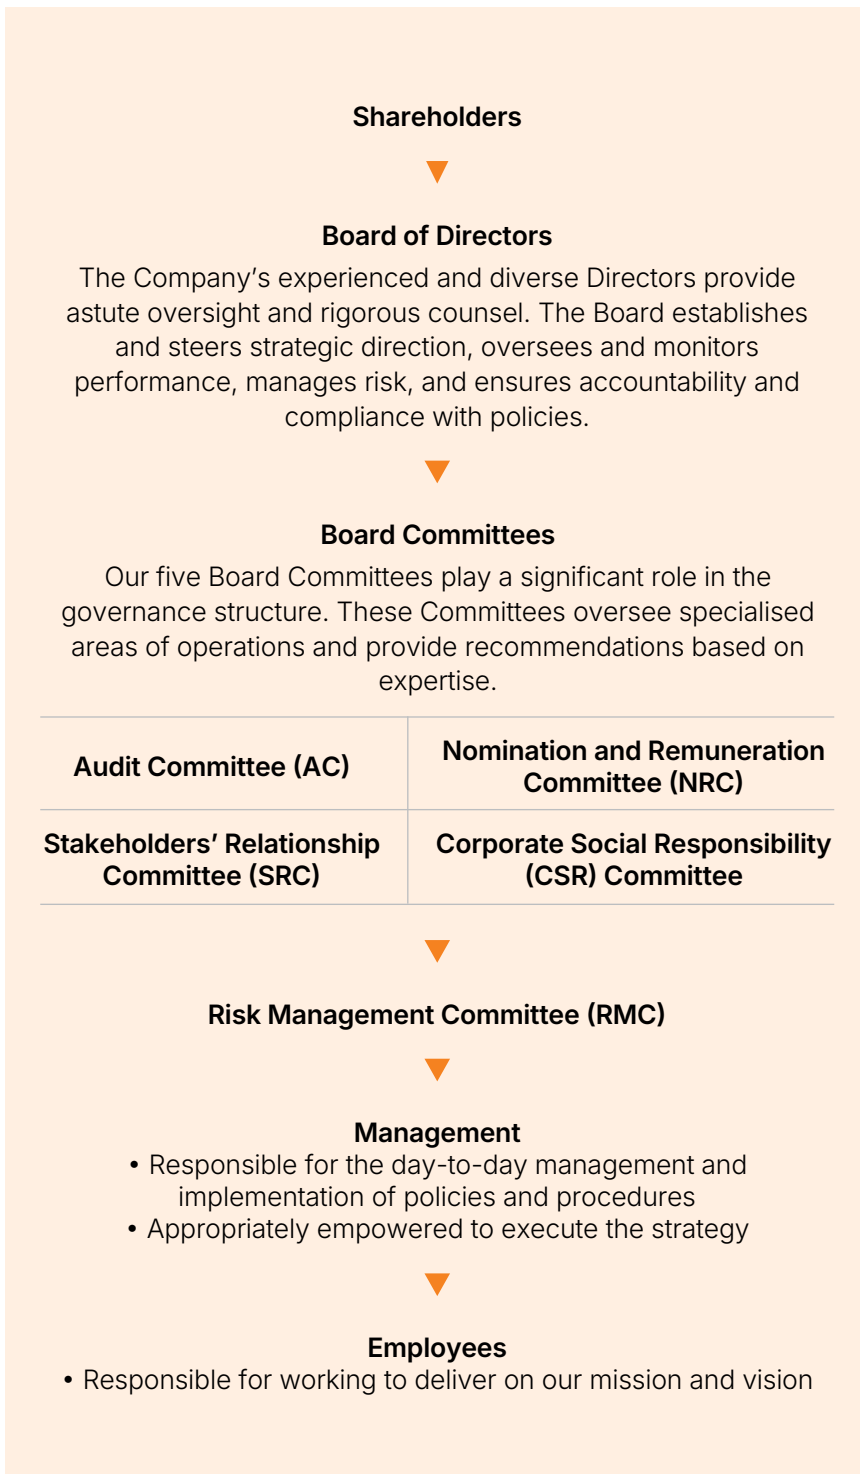 Shareholders
Board of Directors
The Company’s experienced and diverse Directors provide
astute oversight and rigorous counsel. The Board establishes
and steers strategic direction, oversees and monitors
performance, manages risk, and ensures accountability and
compliance with policies.
Board Committees
Our five Board Committees play a significant role in the
governance structure. These Committees oversee specialised
areas of operations and provide recommendations based on
expertise.
Audit Committee (AC)
Nomination and Remuneration
Committee (NRC)
Stakeholders’ Relationship
Committee (SRC)
Corporate Social Responsibility
(CSR) Committee
Risk Management Committee (RMC)
Management
• Responsible for the day-to-day management and
implementation of policies and procedures
• Appropriately empowered to execute the strategy
Employees
• Responsible for working to deliver on our mission and vision